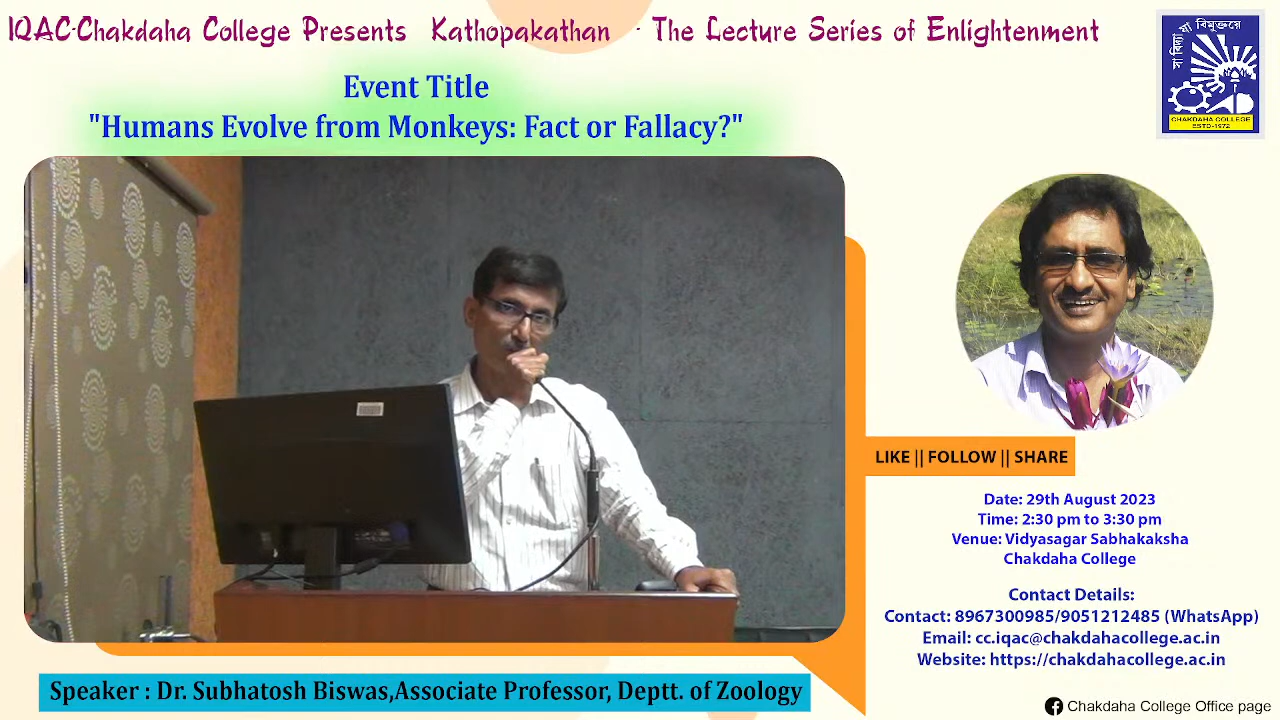 IQAC-Chakdaha College Presents Kathopakathan - The Lecture Series of Enlightenment
সা বিদ্যা যা বিমুক্তয়ে
CHAKDAHA COLLEGE
ESTD-1972
Event Title
"Humans Evolve from Monkeys: Fact or Fallacy?"
LIKE || FOLLOW || SHARE
Date: 29th August 2023
Time: 2:30 pm to 3:30 pm
Venue: Vidyasagar Sabhakaksha
Chakdaha College
Contact Details:
Contact: 8967300985/9051212485 (WhatsApp)
Email: cc.iqac@chakdahacollege.ac.in
Website: https://chakdahacollege.ac.in
Speaker : Dr. Subhatosh Biswas,Associate Professor, Deptt. of Zoology
Chakdaha College Office page